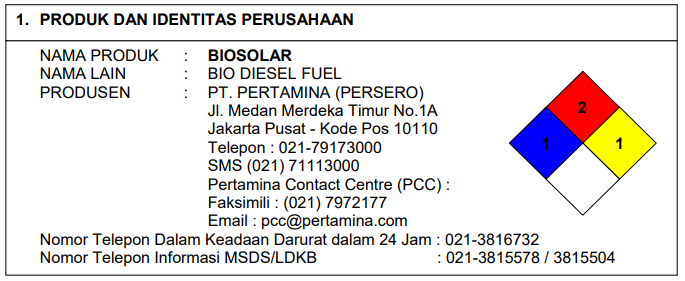 1. PRODUK DAN IDENTITAS PERUSAHAAN
NAMA PRODUK : BIOSOLAR
NAMA LAIN : BIO DIESEL FUEL
PRODUSEN : PT. PERTAMINA (PERSERO)
Jl. Medan Merdeka Timur No.1A
Jakarta Pusat - Kode Pos 10110
Telepon : 021-79173000
SMS (021) 71113000
Pertamina Contact Centre (PCC) :
Faksimili : (021) 7972177
Email : pcc@pertamina.com
Nomor Telepon Dalam Keadaan Darurat dalam 24 Jam : 021-3816732
Nomor Telepon Informasi MSDS/LDKB : 021-3815578 / 3815504
2
1 1